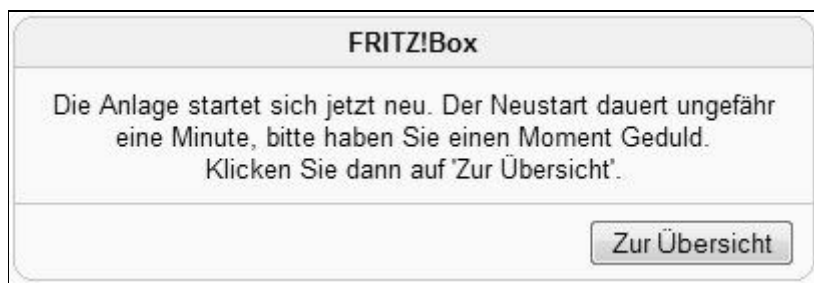 FRITZ!Box
Die Anlage startet sich jetzt neu. Der Neustart dauert ungefähr
eine Minute, bitte haben Sie einen Moment Geduld.
Klicken Sie dann auf 'Zur Übersicht'.
Zur Übersicht